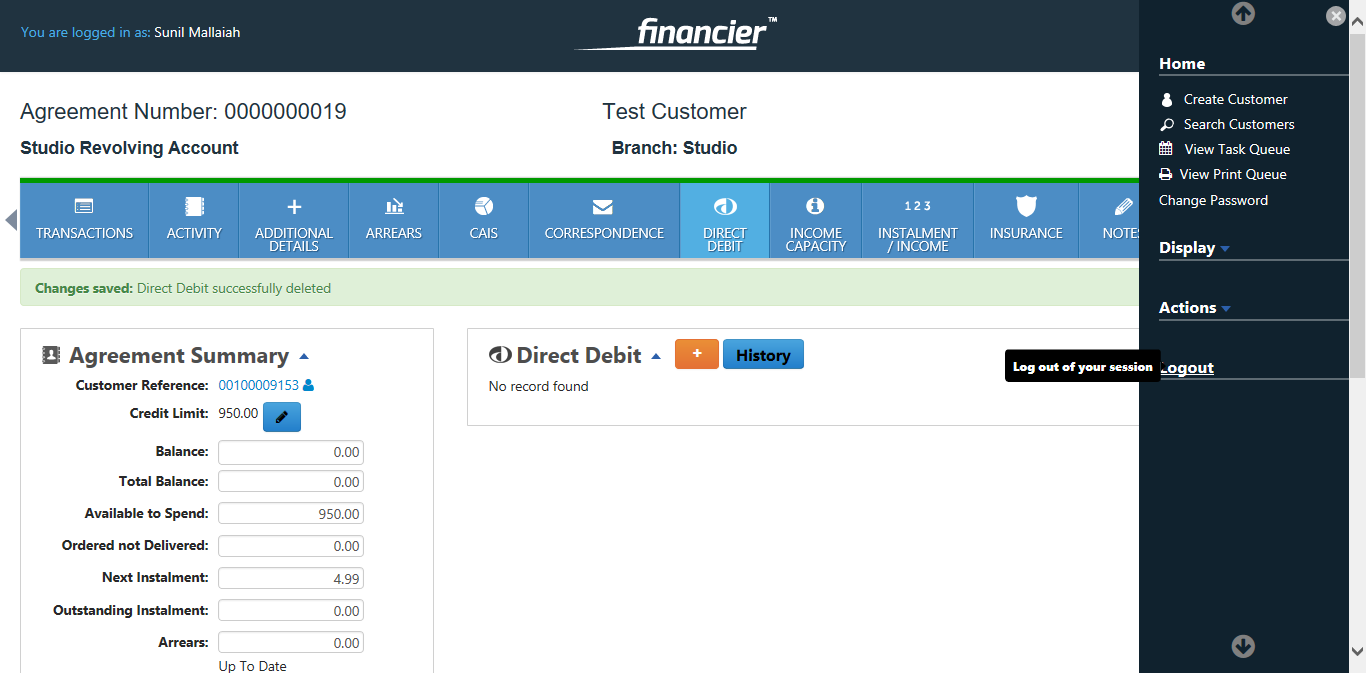 You are logged in as: Sunil Mallaiah
financier™
Agreement Number: 0000000019
Test Customer
Studio Revolving Account
Branch: Studio
TRANSACTIONS
ACTIVITY
ADDITIONAL
DETAILS
ARREARS
CAIS
CORRESPONDENCE
DIRECT
DEBIT
INCOME
CAPACITY
1 2 3
INSTALMENT
/ INCOME
INSURANCE
NOTES
Changes saved: Direct Debit successfully deleted
Agreement Summary
Customer Reference: 00100009153
Credit Limit: 950.00
Balance: 0.00
Total Balance: 0.00
Available to Spend: 950.00
Ordered not Delivered: 0.00
Next Instalment: 4.99
Outstanding Instalment: 0.00
Arrears: 0.00
Up To Date
Direct Debit + History
No record found
Home
Create Customer
Search Customers
View Task Queue
View Print Queue
Change Password
Display
Actions
Log out of your session
Logout